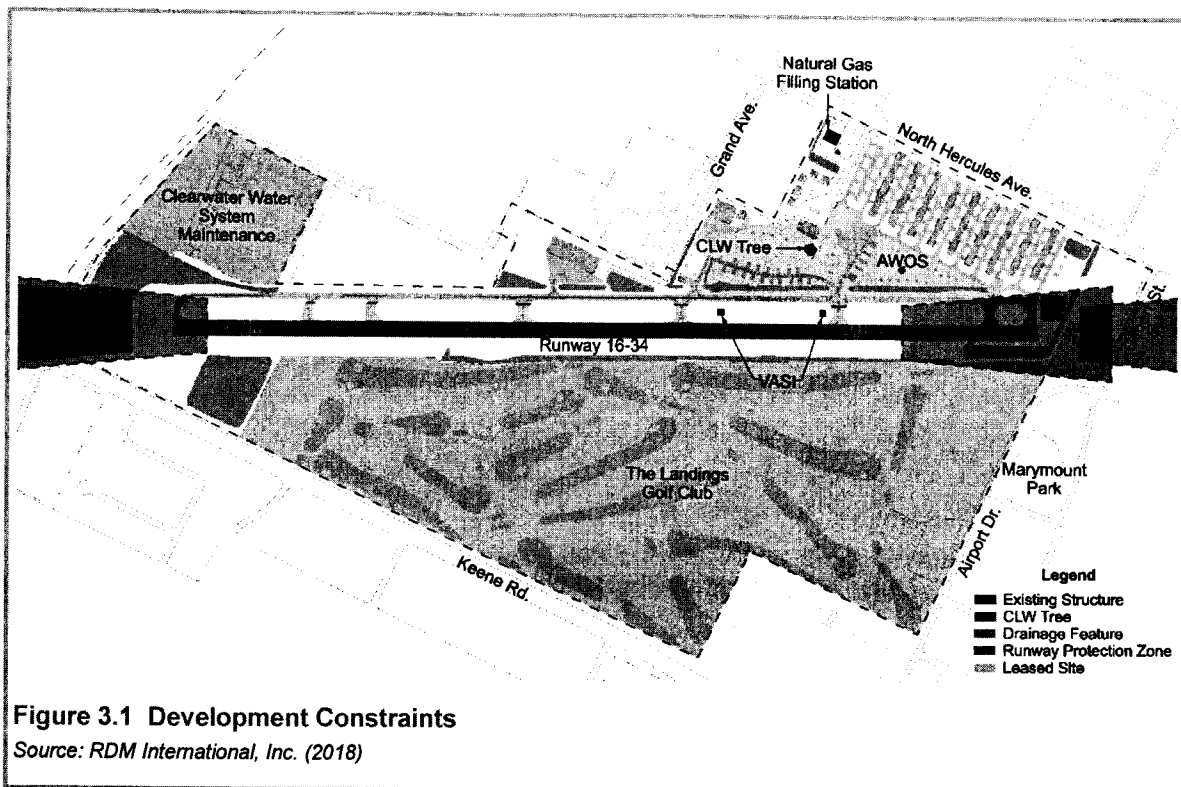 Natural Gas
Filling Station
Grand Ave.
North Hercules Ave.
Clearwater Water
System
Maintenance
CLW Tree
AWOS
St.
Runway 16-34
VASI
The Landings
Golf Club
Marymount
Park
Airport Dr.
Keene Rd.
Legend
Existing Structure
CLW Tree
Drainage Feature
Runway Protection Zone
Leased Site
Figure 3.1 Development Constraints
Source: RDM International, Inc. (2018)